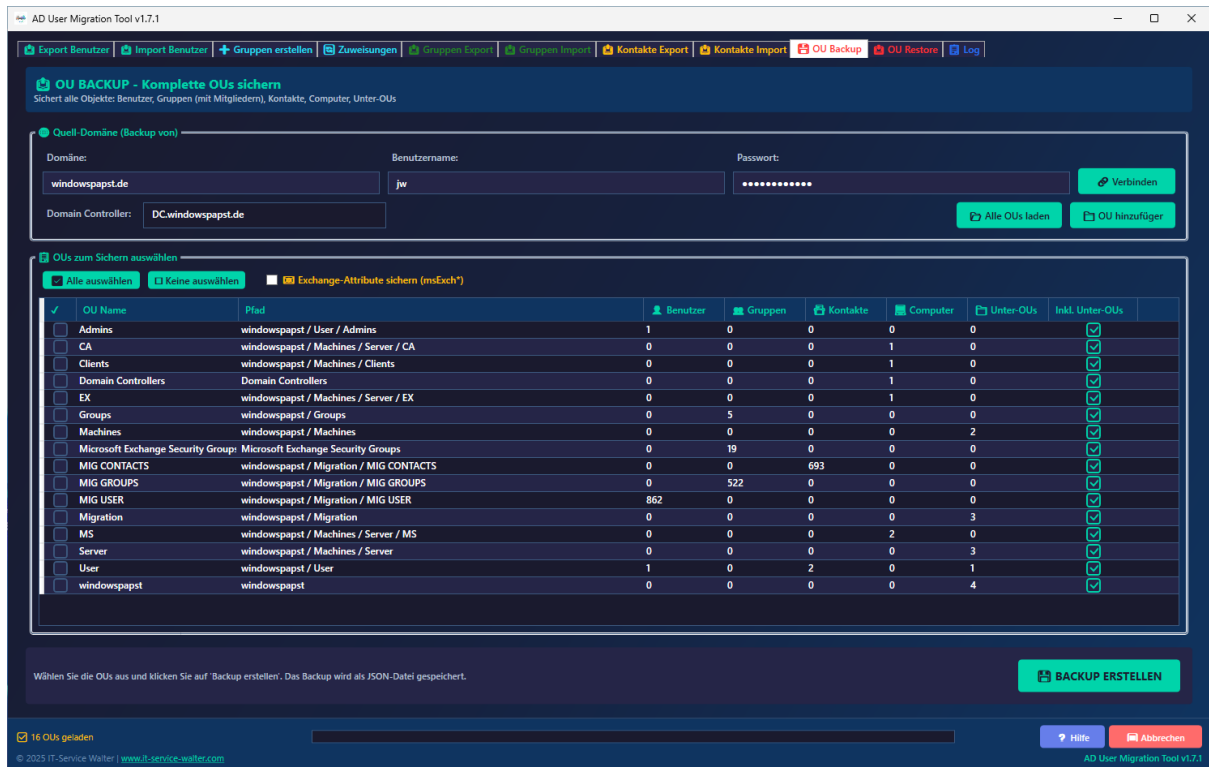 AD User Migration Tool v1.7.1
Export Benutzer Import Benutzer Gruppen erstellen Zuweisungen Gruppen Export Gruppen Import Kontakte Export Kontakte Import OU Backup OU Restore Log
OU BACKUP - Komplette OUs sichern
Sichert alle Objekte: Benutzer, Gruppen (mit Mitgliedern), Kontakte, Computer, Unter-OUs
Quell-Domäne (Backup von)
Domäne: Benutzername: Passwort:
windowspapst.de jw •••••••••••• Verbinden
Domain Controller: DC.windowspapst.de Alle OUs laden OU hinzufüger
OUs zum Sichern auswählen
Alle auswählen Keine auswählen Exchange-Attribute sichern (msExch*)
✓ OU Name Pfad Benutzer Gruppen Kontakte Computer Unter-OUs Inkl. Unter-OUs
Admins windowspapst / User / Admins 1 0 0 0 0
CA windowspapst / Machines / Server / CA 0 0 0 1 0
Clients windowspapst / Machines / Clients 0 0 0 1 0
Domain Controllers Domain Controllers 0 0 0 1 0
EX windowspapst / Machines / Server / EX 0 0 0 1 0
Groups windowspapst / Groups 0 5 0 0 0
Machines windowspapst / Machines 0 0 0 0 2
Microsoft Exchange Security Groups Microsoft Exchange Security Groups 0 19 0 0 0
MIG CONTACTS windowspapst / Migration / MIG CONTACTS 0 0 693 0 0
MIG GROUPS windowspapst / Migration / MIG GROUPS 0 522 0 0 0
MIG USER windowspapst / Migration / MIG USER 862 0 0 0 0
Migration windowspapst / Migration 0 0 0 0 3
MS windowspapst / Machines / Server / MS 0 0 0 2 0
Server windowspapst / Machines / Server 0 0 0 0 3
User windowspapst / User 1 0 2 0 1
windowspapst windowspapst 0 0 0 0 4
Wählen Sie die OUs aus und klicken Sie auf 'Backup erstellen'. Das Backup wird als JSON-Datei gespeichert.
BACKUP ERSTELLEN
16 OUs geladen ? Hilfe Abbrechen
© 2025 IT-Service Walter | www.it-service-walter.com AD User Migration Tool v1.7.1